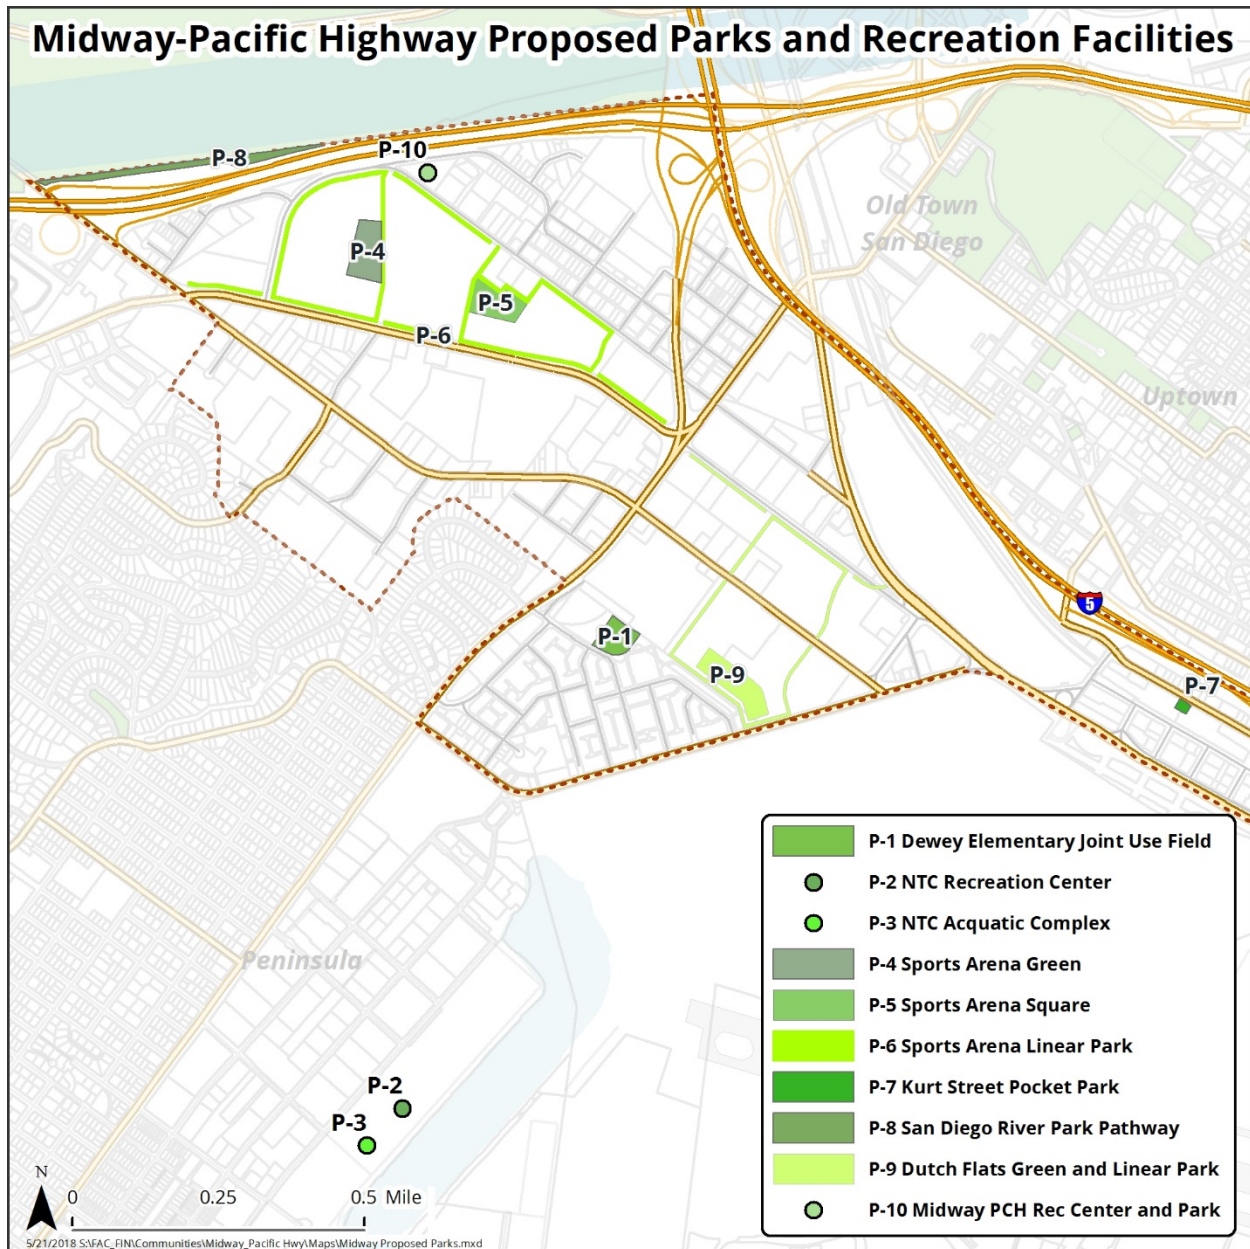 Midway-Pacific Highway Proposed Parks and Recreation Facilities
P-8
P-10
Old Town
San Diego
P-4
P-5
P-6
Uptown
5
P-1
P-9
P-7
Peninsula
P-2
P-3
P-1 Dewey Elementary Joint Use Field
P-2 NTC Recreation Center
P-3 NTC Acquatic Complex
P-4 Sports Arena Green
P-5 Sports Arena Square
P-6 Sports Arena Linear Park
P-7 Kurt Street Pocket Park
P-8 San Diego River Park Pathway
P-9 Dutch Flats Green and Linear Park
P-10 Midway PCH Rec Center and Park
N
0 0.25 0.5 Mile
5/21/2018 S:\FAC_FIN\Communities\Midway_Pacific Hwy\Maps\Midway Proposed Parks.mxd